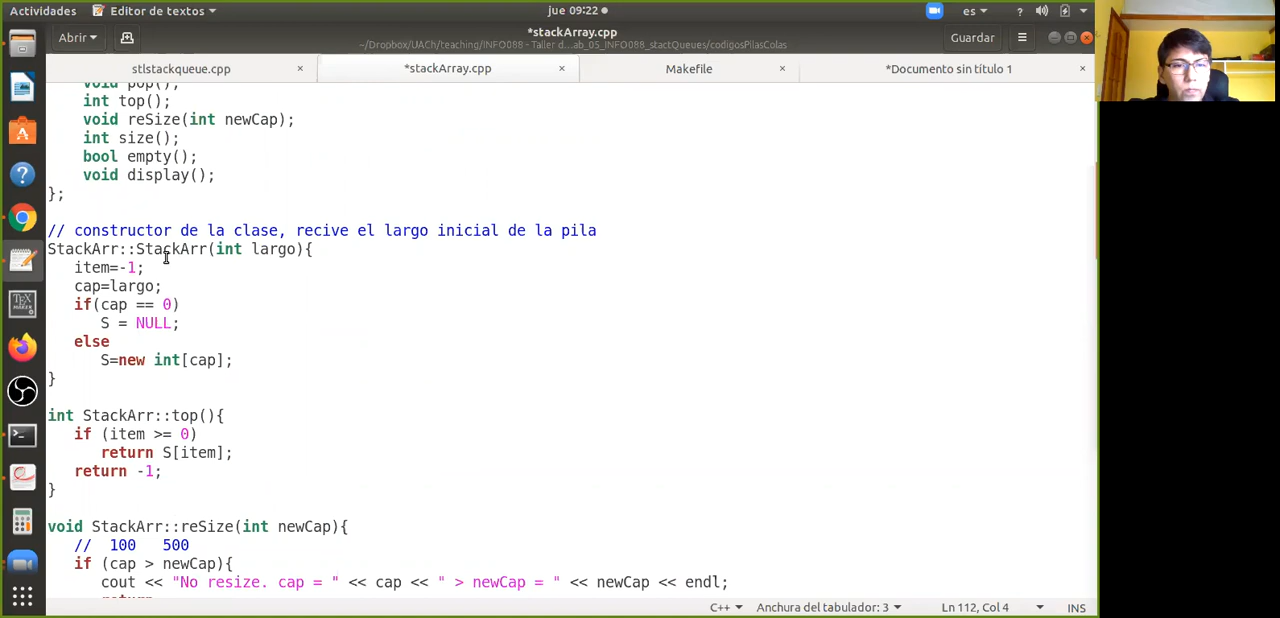 Actividades Editor de textos jue 09:22 es ?
Abrir *stackArray.cpp Guardar
~/Dropbox/UACh/teaching/INFO088 - Taller d…ab_05_INFO088_stactQueues/codigosPilasColas
stlstackqueue.cpp × *stackArray.cpp × Makefile × *Documento sin título 1 ×
void pop();
int top();
void reSize(int newCap);
int size();
bool empty();
void display();
};
// constructor de la clase, recive el largo inicial de la pila
StackArr::StackArr(int largo){
item=-1;
cap=largo;
if(cap == 0)
S = NULL;
else
S=new int[cap];
}
int StackArr::top(){
if (item >= 0)
return S[item];
return -1;
}
void StackArr::reSize(int newCap){
// 100 500
if (cap > newCap){
cout << "No resize. cap = " << cap << " > newCap = " << newCap << endl;
return
C++ Anchura del tabulador: 3 Ln 112, Col 4 INS